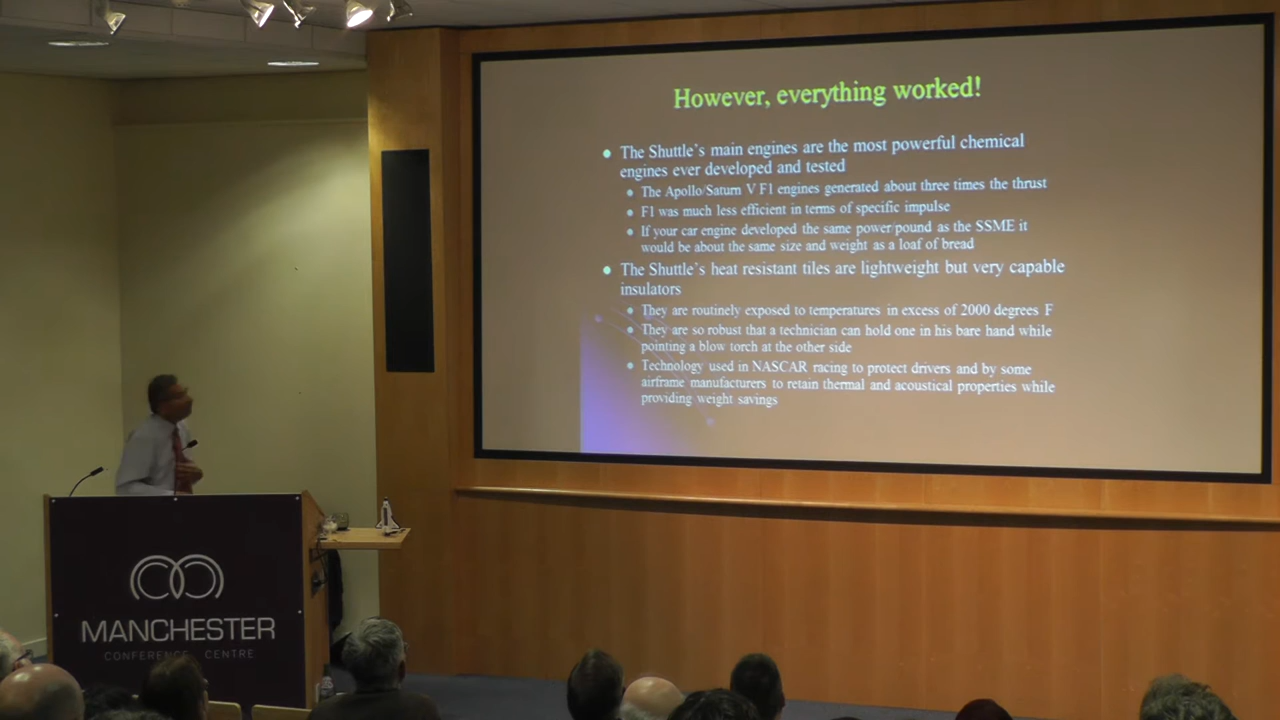 However, everything worked!
The Shuttle's main engines are the most powerful chemical
engines ever developed and tested
The Apollo/Saturn V F1 engines generated about three times the thrust
F1 was much less efficient in terms of specific impulse
If your car engine developed the same power/pound as the SSME it
would be about the same size and weight as a loaf of bread
The Shuttle's heat resistant tiles are lightweight but very capable
insulators
They are routinely exposed to temperatures in excess of 2000 degrees F
They are so robust that a technician can hold one in his bare hand while
pointing a blow torch at the other side
Technology used in NASCAR racing to protect drivers and by some
airframe manufacturers to retain thermal and acoustical properties while
providing weight savings
MANCHESTER
CONFERENCE CENTRE